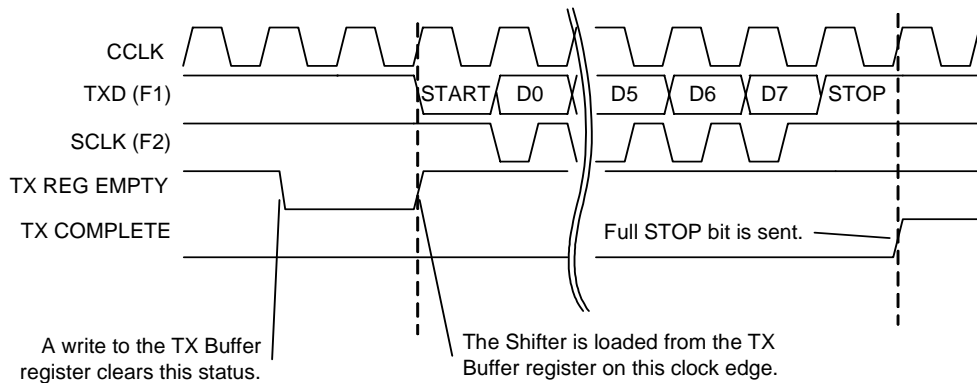 CCLK
TXD (F1)
START
D0
D5
D6
D7
STOP
SCLK (F2)
TX REG EMPTY
TX COMPLETE
Full STOP bit is sent.
A write to the TX Buffer
register clears this status.
The Shifter is loaded from the TX
Buffer register on this clock edge.